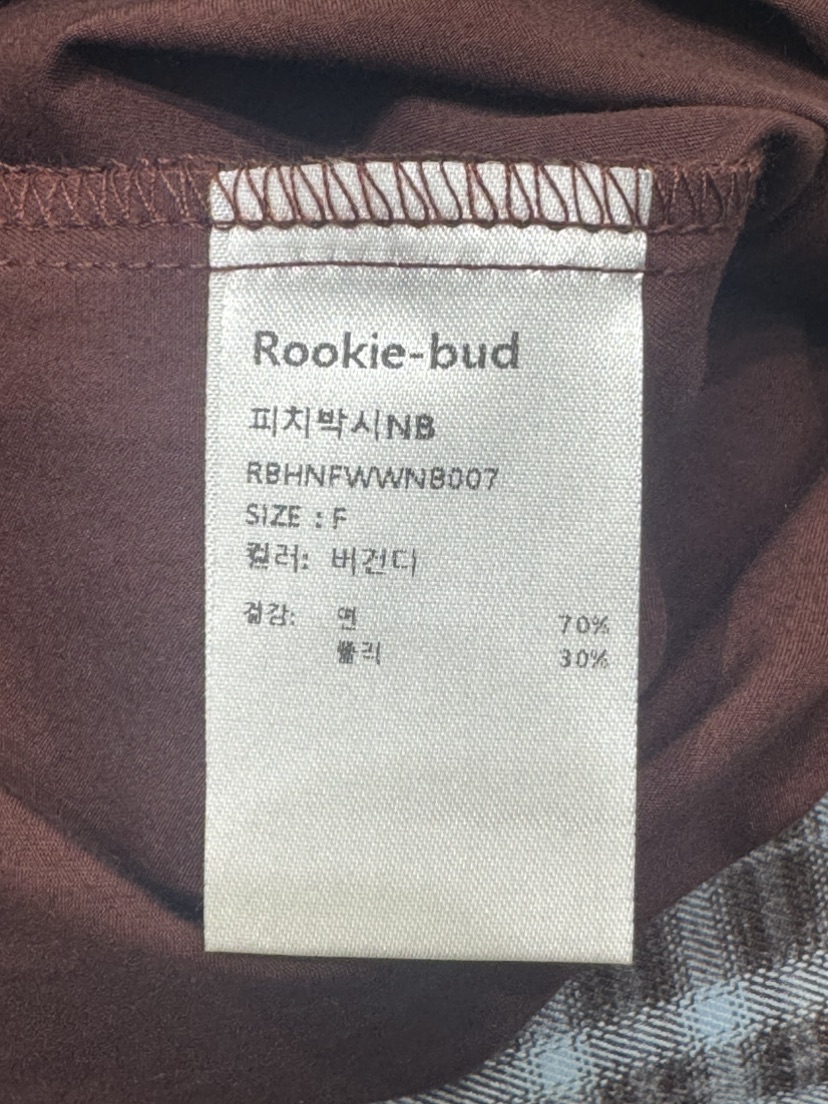 Rookie-bud
피치박시NB
RBHNFWWNB007
SIZE : F
컬러: 버건디
겉감: 면 70%
폴리 30%